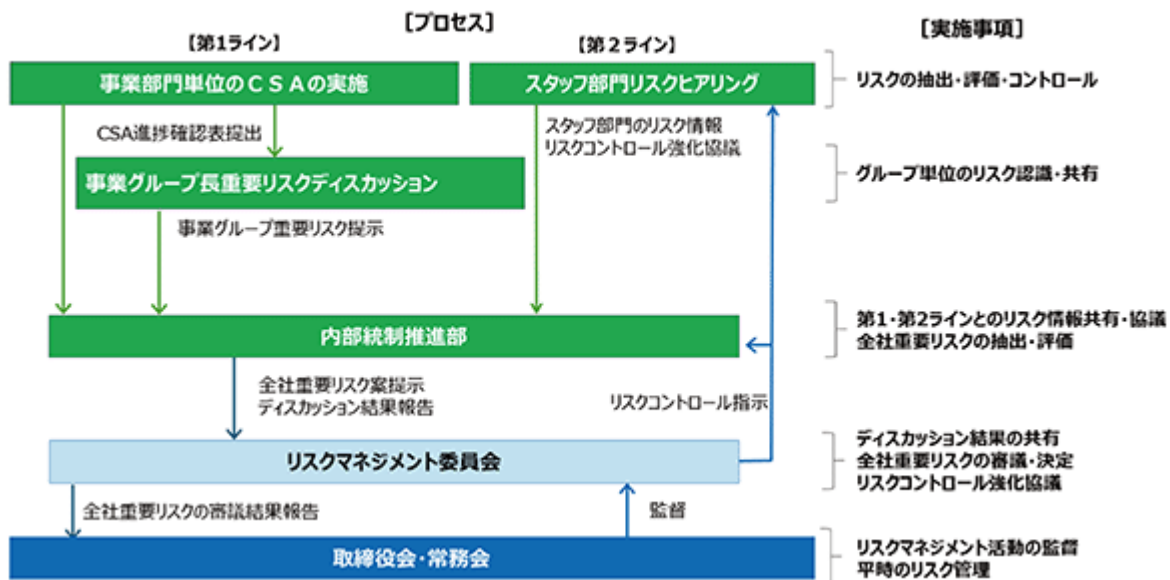 ［プロセス］
［実施事項］
【第1ライン】
【第２ライン】
事業部門単位のＣＳＡの実施
スタッフ部門リスクヒアリング
リスクの抽出・評価・コントロール
CSA進捗確認表提出
スタッフ部門のリスク情報
リスクコントロール強化協議
事業グループ長重要リスクディスカッション
グループ単位のリスク認識・共有
事業グループ重要リスク提示
内部統制推進部
第1・第2ラインとのリスク情報共有・協議
全社重要リスクの抽出・評価
全社重要リスク案提示
ディスカッション結果報告
リスクコントロール指示
リスクマネジメント委員会
ディスカッション結果の共有
全社重要リスクの審議・決定
リスクコントロール強化協議
全社重要リスクの審議結果報告
監督
取締役会・常務会
リスクマネジメント活動の監督
平時のリスク管理